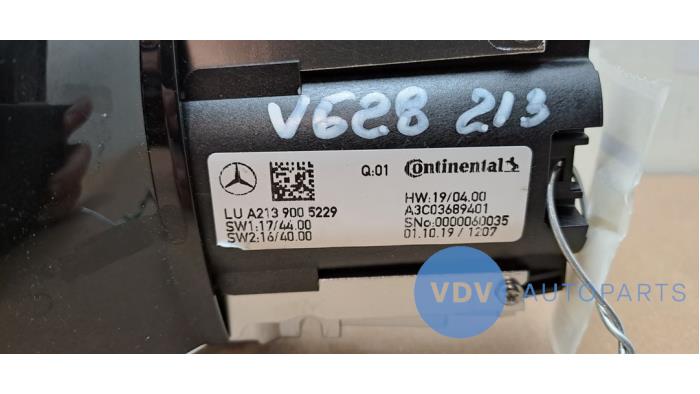 V628 213
Q:01 Continental
HW:19/04.00
LU A213 900 5229 A3C03689401
SW1:17/44.00 SNo:0000060035
SW2:16/40.00 01.10.19 / 1207
VDV AUTOPARTS